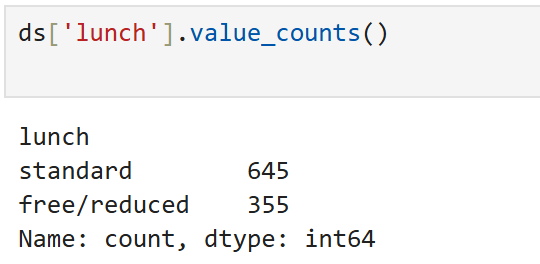 ds['lunch'].value_counts()
lunch
standard        645
free/reduced    355
Name: count, dtype: int64